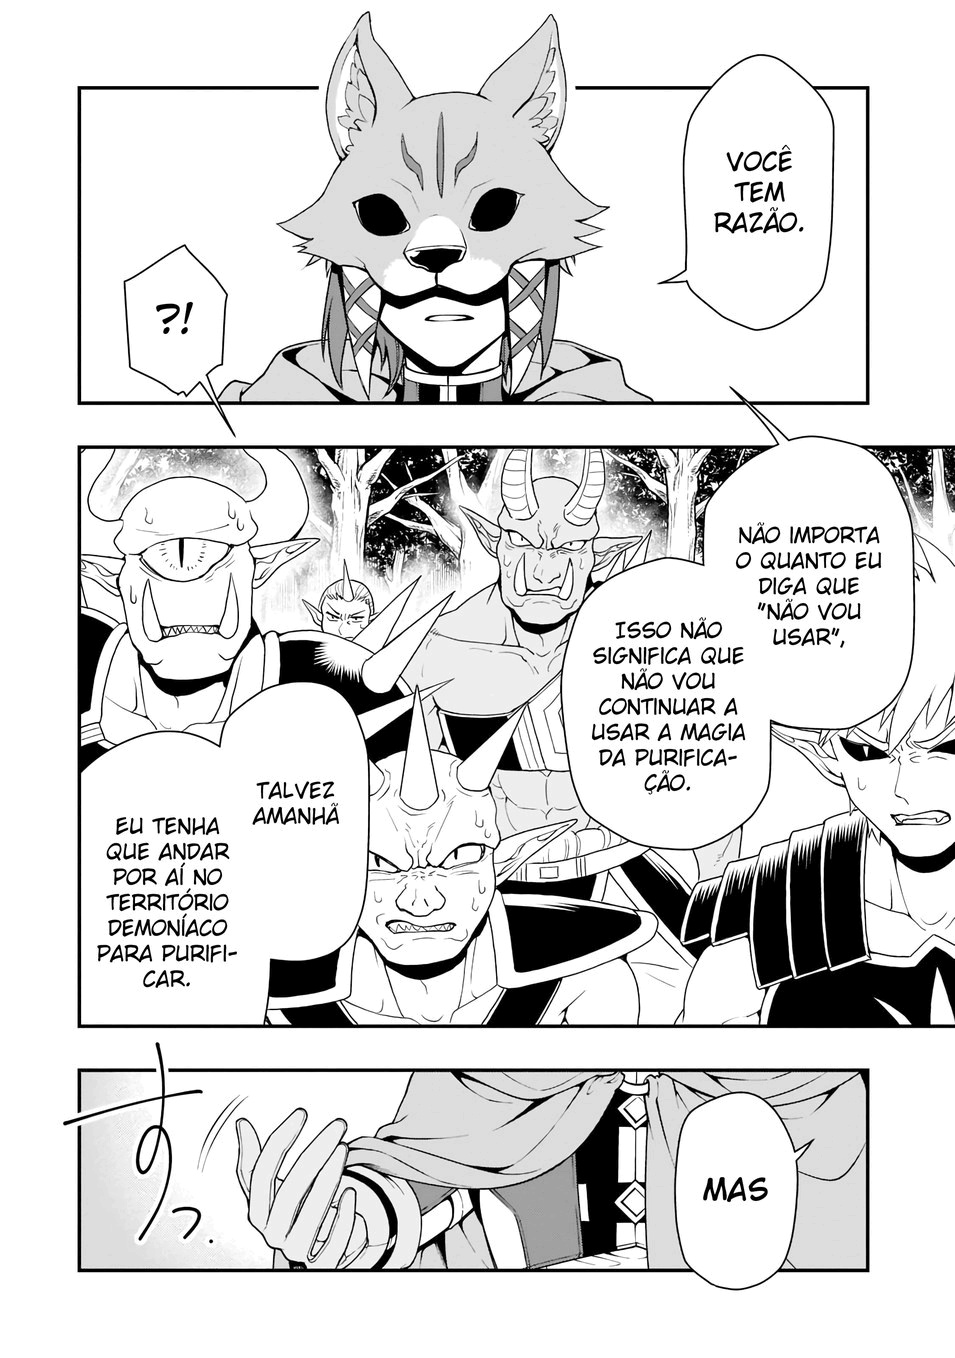 VOCÊ
TEM
RAZÃO.
?!
NÃO IMPORTA
O QUANTO EU
DIGA QUE
"NÃO VOU
USAR",
ISSO NÃO
SIGNIFICA QUE
NÃO VOU
CONTINUAR A
USAR A MAGIA
DA PURIFICA-
ÇÃO.
TALVEZ
AMANHÃ
EU TENHA
QUE ANDAR
POR AÍ NO
TERRITÓRIO
DEMONÍACO
PARA PURIFI-
CAR.
MAS
すっ